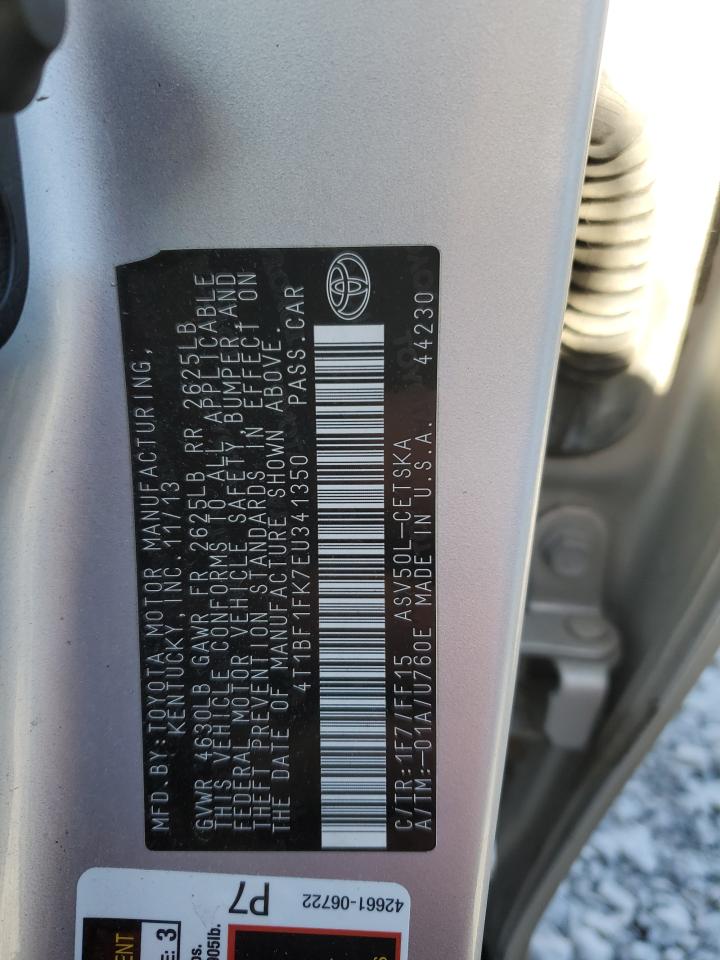 MFD. BY: TOYOTA MOTOR MANUFACTURING,
KENTUCKY INC. 11/13
GVWR 4630LB GAWR FR 2625LB RR 2625LB
THIS VEHICLE CONFORMS TO ALL APPLICABLE
FEDERAL MOTOR VEHICLE SAFETY, BUMPER, AND
THEFT PREVENTION STANDARDS IN EFFECT ON
THE DATE OF MANUFACTURE SHOWN ABOVE.
4T1BF1FK7EU341350 PASS. CAR
C/TR: 1F7/FF15 ASV50L-CETSKA
A/TM: -01A/U760E MADE IN U.S.A. 44230
P7
42661-06722